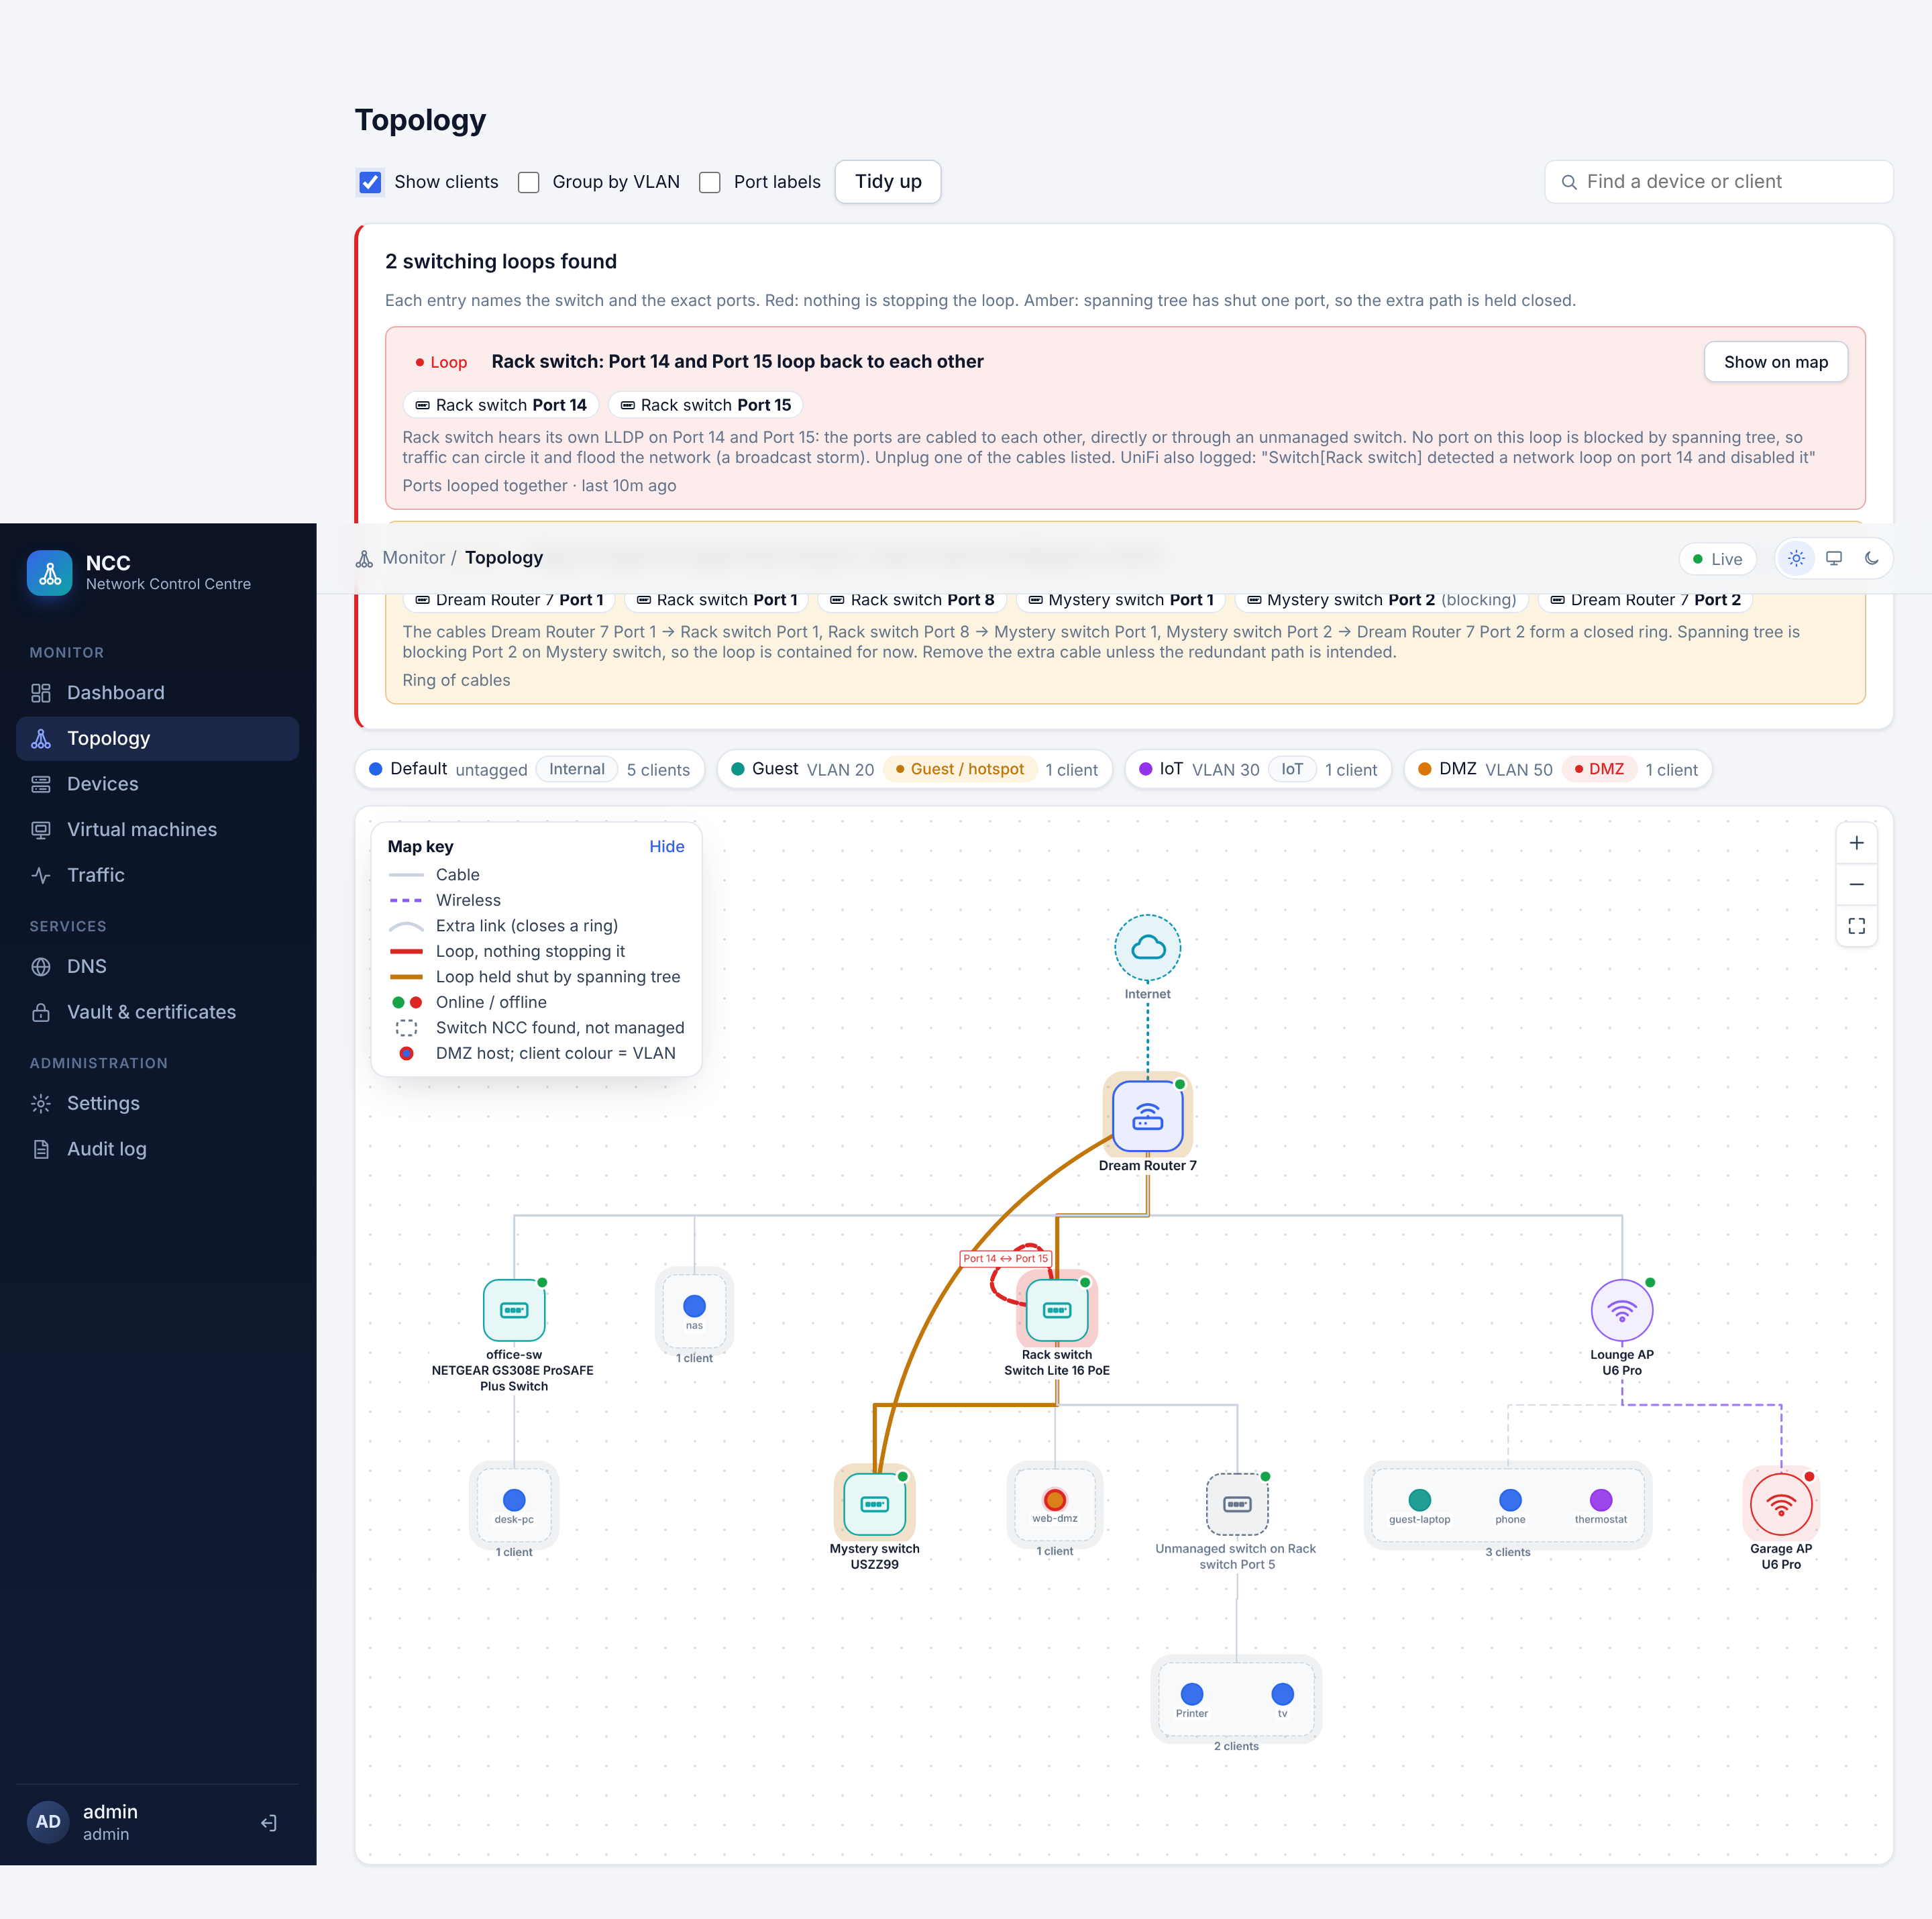 Topology
Show clients
Group by VLAN
Port labels
Tidy up
Find a device or client
2 switching loops found
Each entry names the switch and the exact ports. Red: nothing is stopping the loop. Amber: spanning tree has shut one port, so the extra path is held closed.
Loop
Rack switch: Port 14 and Port 15 loop back to each other
Show on map
Rack switch Port 14
Rack switch Port 15
Rack switch hears its own LLDP on Port 14 and Port 15: the ports are cabled to each other, directly or through an unmanaged switch. No port on this loop is blocked by spanning tree, so
traffic can circle it and flood the network (a broadcast storm). Unplug one of the cables listed. UniFi also logged: "Switch[Rack switch] detected a network loop on port 14 and disabled it"
Ports looped together · last 10m ago
NCC
Network Control Centre
Monitor / Topology
Live
Dream Router 7 Port 1
Rack switch Port 1
Rack switch Port 8
Mystery switch Port 1
Mystery switch Port 2 (blocking)
Dream Router 7 Port 2
The cables Dream Router 7 Port 1 → Rack switch Port 1, Rack switch Port 8 → Mystery switch Port 1, Mystery switch Port 2 → Dream Router 7 Port 2 form a closed ring. Spanning tree is
blocking Port 2 on Mystery switch, so the loop is contained for now. Remove the extra cable unless the redundant path is intended.
Ring of cables
MONITOR
Dashboard
Topology
Devices
Virtual machines
Traffic
SERVICES
DNS
Vault & certificates
ADMINISTRATION
Settings
Audit log
AD
admin
admin
Default untagged Internal 5 clients
Guest VLAN 20 Guest / hotspot 1 client
IoT VLAN 30 IoT 1 client
DMZ VLAN 50 DMZ 1 client
Map key
Hide
Cable
Wireless
Extra link (closes a ring)
Loop, nothing stopping it
Loop held shut by spanning tree
Online / offline
Switch NCC found, not managed
DMZ host; client colour = VLAN
Internet
Dream Router 7
Port 14 ↔ Port 15
office-sw
NETGEAR GS308E ProSAFE
Plus Switch
nas
1 client
Rack switch
Switch Lite 16 PoE
Lounge AP
U6 Pro
desk-pc
1 client
Mystery switch
USZZ99
web-dmz
1 client
Unmanaged switch on Rack
switch Port 5
guest-laptop
phone
thermostat
3 clients
Garage AP
U6 Pro
Printer
tv
2 clients